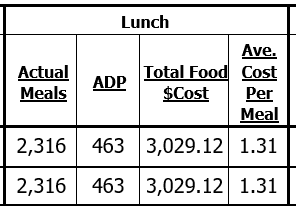 Lunch
Actual Meals ADP Total Food $Cost Ave. Cost Per Meal
2,316 463 3,029.12 1.31
2,316 463 3,029.12 1.31